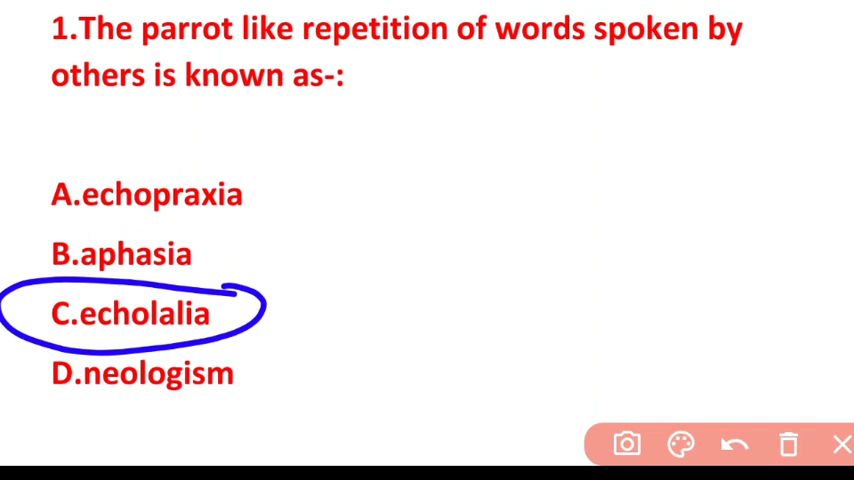 1.The parrot like repetition of words spoken by
others is known as-:
A.echopraxia
B.aphasia
C.echolalia
D.neologism